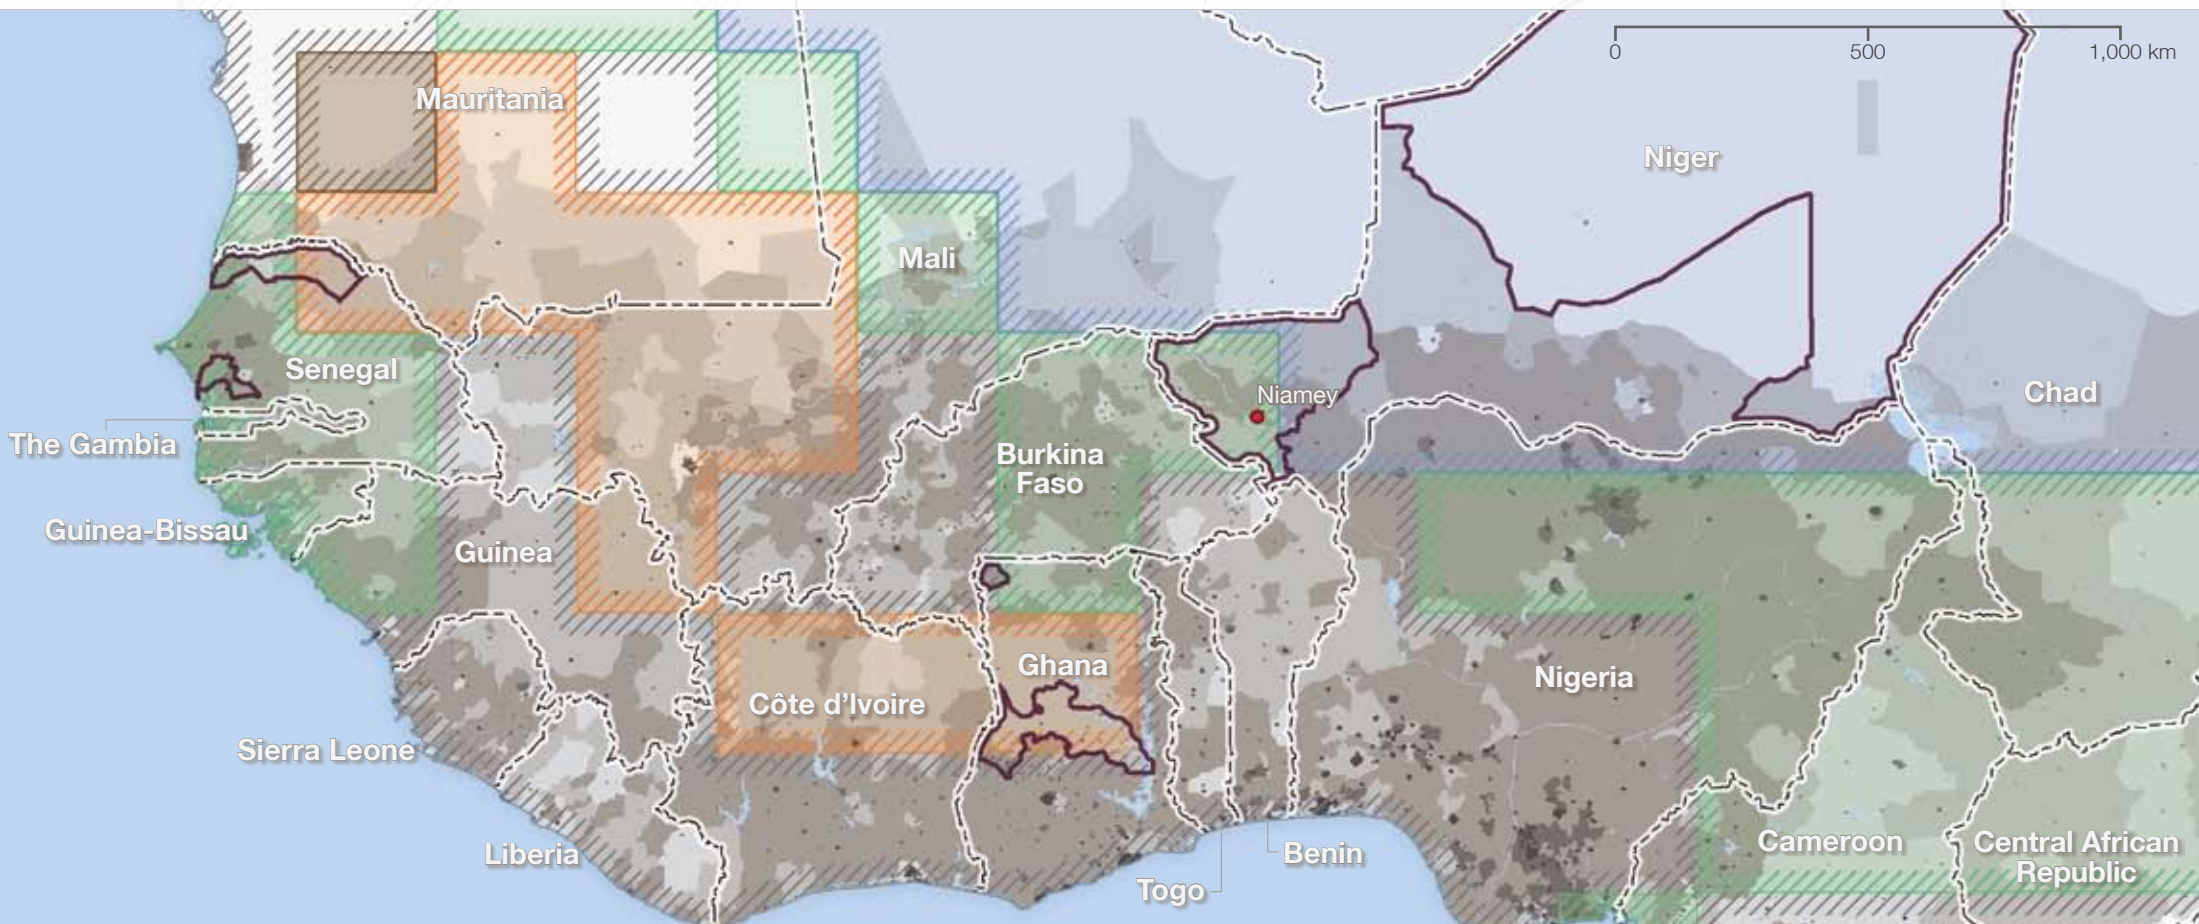 0 500 1,000 km
Mauritania
Niger
Mali
Senegal
Niamey
Chad
The Gambia
Burkina
Faso
Guinea-Bissau
Guinea
Ghana
Nigeria
Côte d’Ivoire
Sierra Leone
Liberia
Benin
Cameroon
Central African
Republic
Togo